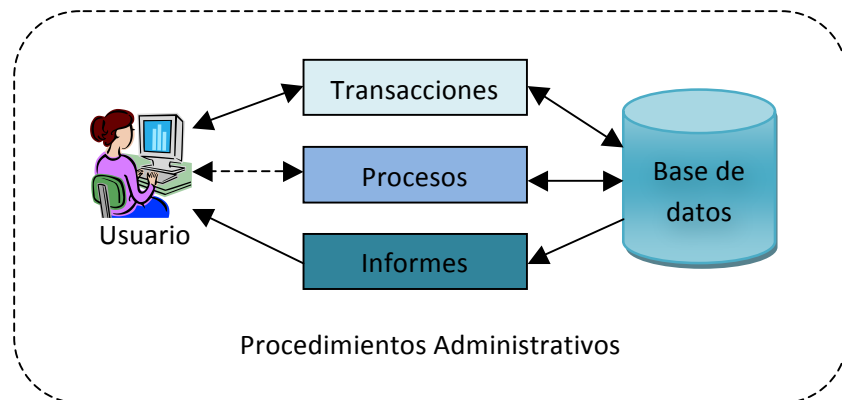 Transacciones
Procesos
Informes
Usuario
Base de
datos
Procedimientos Administrativos